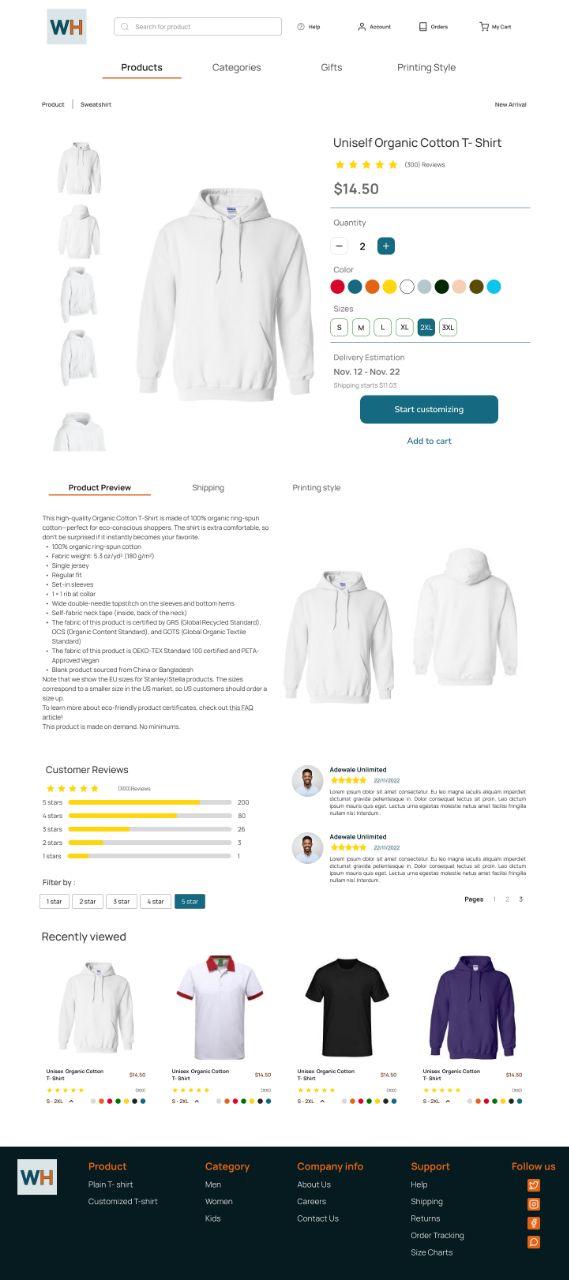 WH
Search for product
Help
Account
Orders
My Cart
Products
Categories
Gifts
Printing Style
Product | Sweatshirt
New Arrival
Uniself Organic Cotton T- Shirt
(300) Reviews
$14.50
Quantity
2
Color
Sizes
S M L XL 2XL 3XL
Delivery Estimation
Nov. 12 - Nov. 22
Shipping starts $11.03
Start customizing
Add to cart
Product Preview
Shipping
Printing style
This high-quality Organic Cotton T-Shirt is made of 100% organic ring-spun
cotton—perfect for eco-conscious shoppers. The shirt is extra comfortable, so
don't be surprised if it instantly becomes your favorite.
• 100% organic ring-spun cotton
• Fabric weight: 5.3 oz/yd² (180 g/m²)
• Single jersey
• Regular fit
• Set-in sleeves
• 1 × 1 rib at collar
• Wide double-needle topstitch on the sleeves and bottom hems
• Self-fabric neck tape (inside, back of the neck)
• The fabric of this product is certified by GRS (Global Recycled Standard),
OCS (Organic Content Standard), and GOTS (Global Organic Textile
Standard)
• The fabric of this product is OEKO-TEX Standard 100 certified and PETA-
Approved Vegan
• Blank product sourced from China or Bangladesh
Note that we show the EU sizes for Stanley/Stella products. The sizes
correspond to a smaller size in the US market, so US customers should order a
size up.
To learn more about eco-friendly product certificates, check out this FAQ
article!
This product is made on demand. No minimums.
Customer Reviews
(300)Reviews
5 stars 200
4 stars 80
3 stars 26
2 stars 3
1 stars 1
Filter by :
1 star 2 star 3 star 4 star 5 star
Adewale Unlimited
22/11/2022
Lorem ipsum dolor sit amet consectetur. Eu leo magna iaculis aliquam imperdiet
dictumst gravida pellentesque in. Dolor consequat lectus sit proin. Leo dictum
ipsum mauris quis eget. Lectus urna egestas molestie netus amet facilisi fringilla
nullam nisi. Interdum .
Adewale Unlimited
22/11/2022
Lorem ipsum dolor sit amet consectetur. Eu leo magna iaculis aliquam imperdiet
dictumst gravida pellentesque in. Dolor consequat lectus sit proin. Leo dictum
ipsum mauris quis eget. Lectus urna egestas molestie netus amet facilisi fringilla
nullam nisi. Interdum .
Pages 1 2 3
Recently viewed
Unisex Organic Cotton
T- Shirt
$14.50
(300)
S - 2XL
Unisex Organic Cotton
T- Shirt
$14.50
(300)
S - 2XL
Unisex Organic Cotton
T- Shirt
$14.50
(300)
S - 2XL
Unisex Organic Cotton
T- Shirt
$14.50
(300)
S - 2XL
WH
Product
Plain T- shirt
Customized T-shirt
Category
Men
Women
Kids
Company info
About Us
Careers
Contact Us
Support
Help
Shipping
Returns
Order Tracking
Size Charts
Follow us